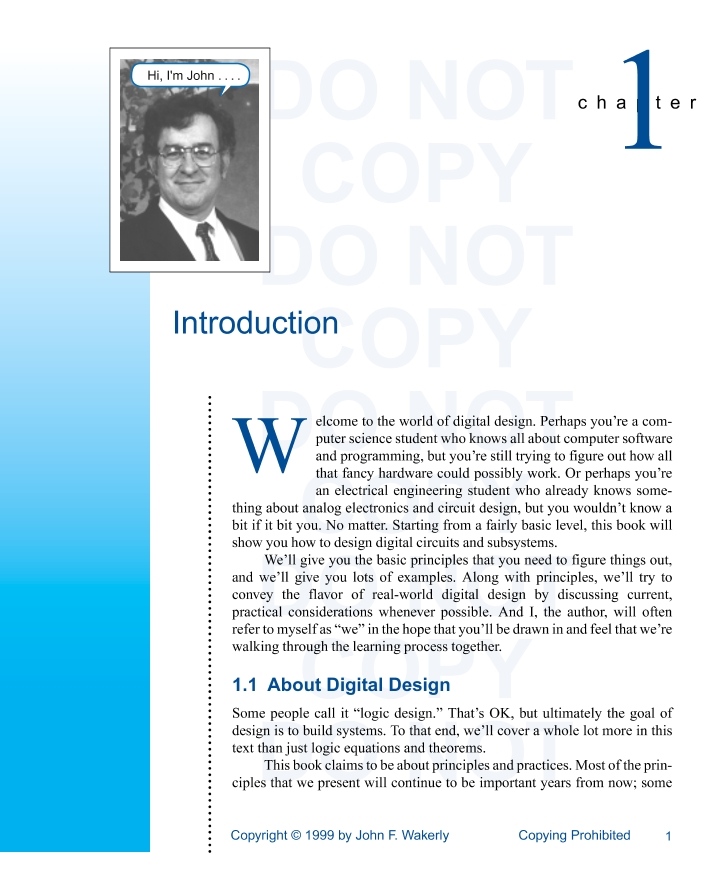 Hi, I'm John . . . .
DO NOT
COPY
DO NOT
COPY
DO NOT
COPY
DO NOT
COPY
DO NOT
chapter
1
Introduction
Welcome to the world of digital design. Perhaps you’re a com-
puter science student who knows all about computer software
and programming, but you’re still trying to figure out how all
that fancy hardware could possibly work. Or perhaps you’re
an electrical engineering student who already knows some-
thing about analog electronics and circuit design, but you wouldn’t know a
bit if it bit you. No matter. Starting from a fairly basic level, this book will
show you how to design digital circuits and subsystems.
We’ll give you the basic principles that you need to figure things out,
and we’ll give you lots of examples. Along with principles, we’ll try to
convey the flavor of real-world digital design by discussing current,
practical considerations whenever possible. And I, the author, will often
refer to myself as “we” in the hope that you’ll be drawn in and feel that we’re
walking through the learning process together.
1.1 About Digital Design
Some people call it “logic design.” That’s OK, but ultimately the goal of
design is to build systems. To that end, we’ll cover a whole lot more in this
text than just logic equations and theorems.
This book claims to be about principles and practices. Most of the prin-
ciples that we present will continue to be important years from now; some
Copyright © 1999 by John F. Wakerly Copying Prohibited 1